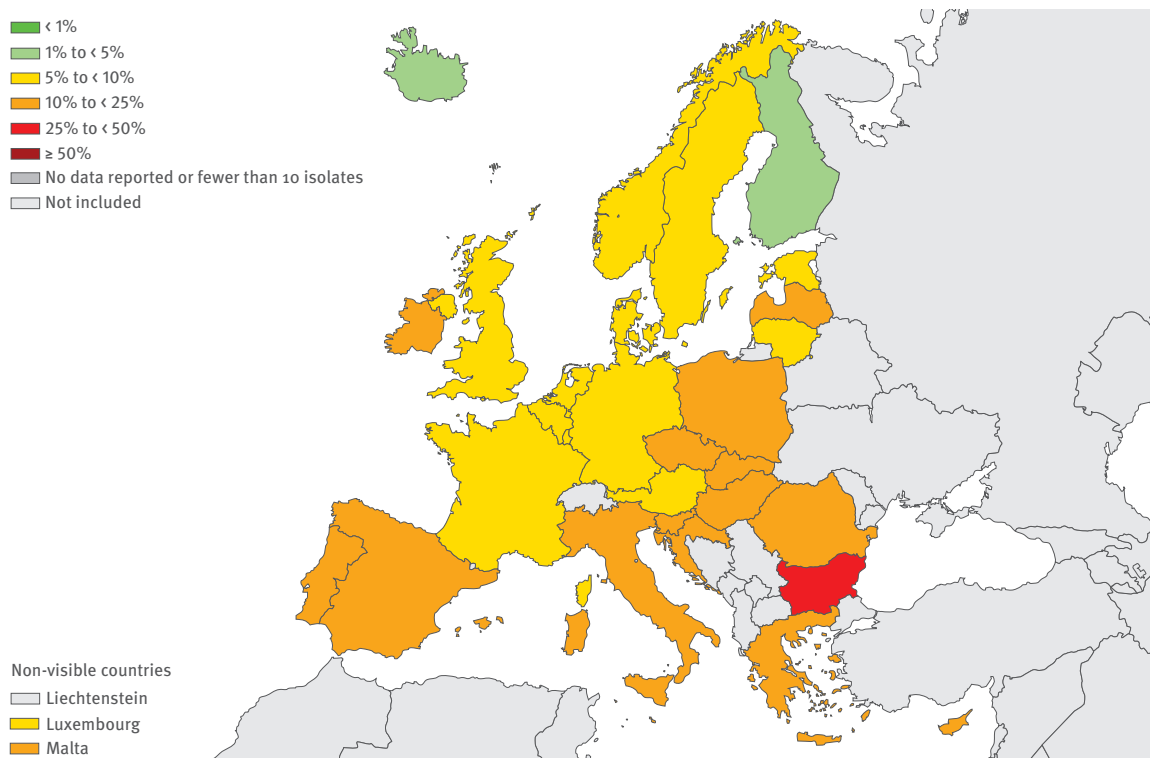 < 1%
1% to < 5%
5% to < 10%
10% to < 25%
25% to < 50%
≥ 50%
No data reported or fewer than 10 isolates
Not included
Non-visible countries
Liechtenstein
Luxembourg
Malta